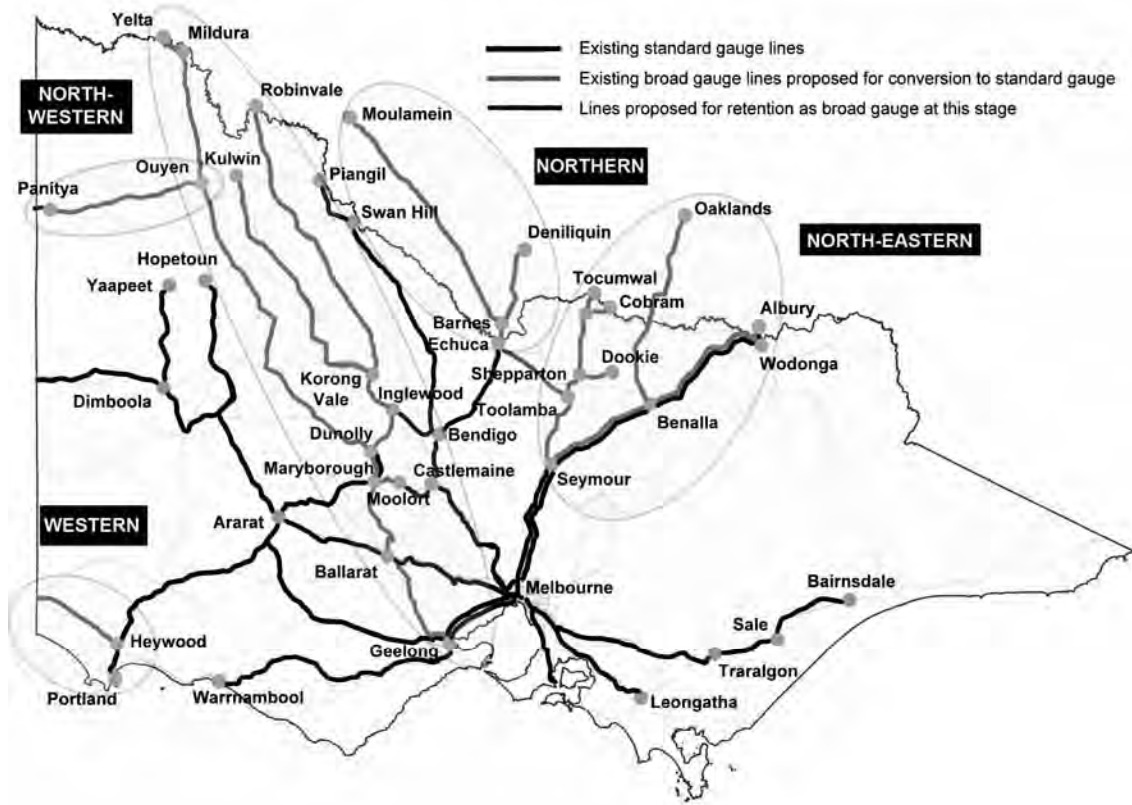 Yelta
Mildura
Existing standard gauge lines
Existing broad gauge lines proposed for conversion to standard gauge
Lines proposed for retention as broad gauge at this stage
NORTH-
WESTERN
Robinvale
Moulamein
Ouyen
Kulwin
Piangil
NORTHERN
Panitya
Swan Hill
Oaklands
Deniliquin
NORTH-EASTERN
Hopetoun
Yaapeet
Tocumwal
Cobram
Albury
Barnes
Echuca
Dookie
Wodonga
Shepparton
Dimboola
Korong
Vale
Inglewood
Toolamba
Benalla
Dunolly
Bendigo
Maryborough
Castlemaine
Seymour
Moolort
Ararat
WESTERN
Ballarat
Melbourne
Bairnsdale
Sale
Heywood
Geelong
Traralgon
Portland
Warrnambool
Leongatha